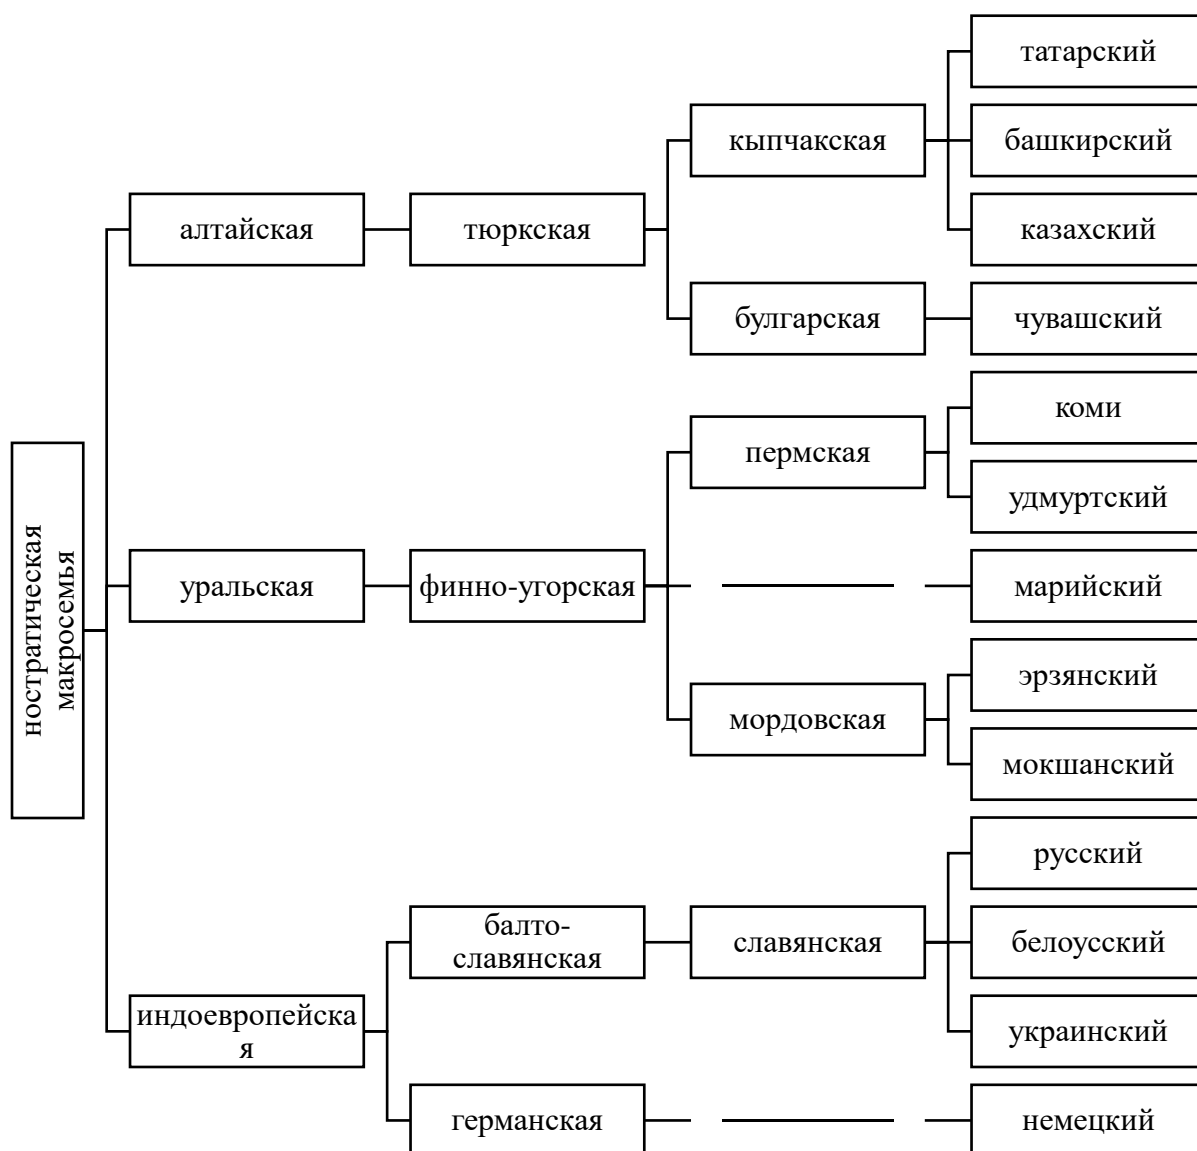 татарский
кыпчакская
башкирский
алтайская
тюркская
казахский
булгарская
чувашский
коми
пермская
удмуртский
ностратическая
макросемья
уральская
финно-угорская
марийский
эрзянский
мордовская
мокшанский
русский
балто-
славянская
славянская
белоусский
индоевропейска
я
украинский
германская
немецкий